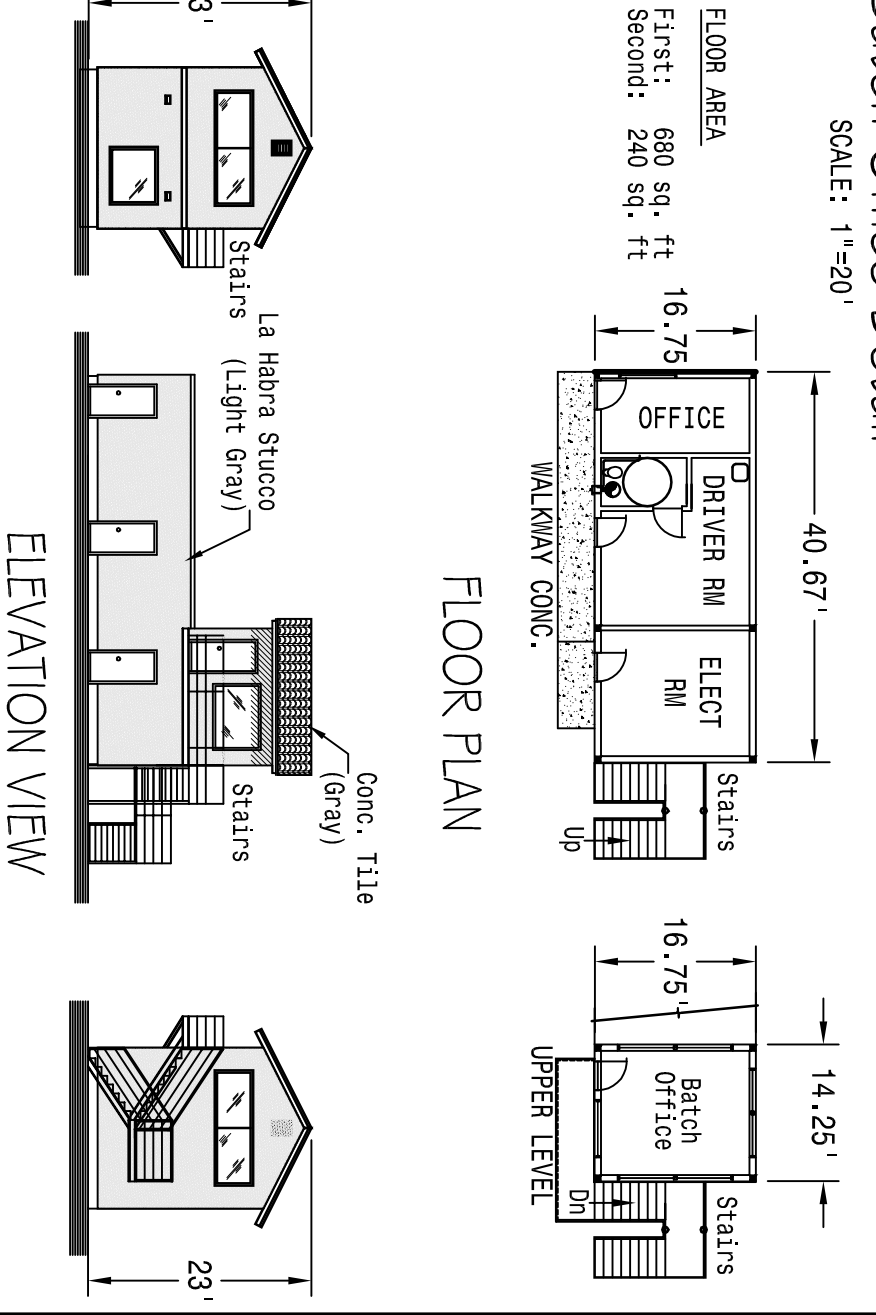 SCALE: 1"=20'
FLOOR AREA
First: 680 sq. ft
Second: 240 sq. ft
40.67'
16.75'
OFFICE
DRIVER RM
ELECT
RM
WALKWAY CONC.
Stairs
Up
14.25'
16.75'
Batch
Office
UPPER LEVEL
Stairs
Dn
FLOOR PLAN
Stairs
La Habra Stucco
(Light Gray)
Conc. Tile
(Gray)
Stairs
23'
ELEVATION VIEW